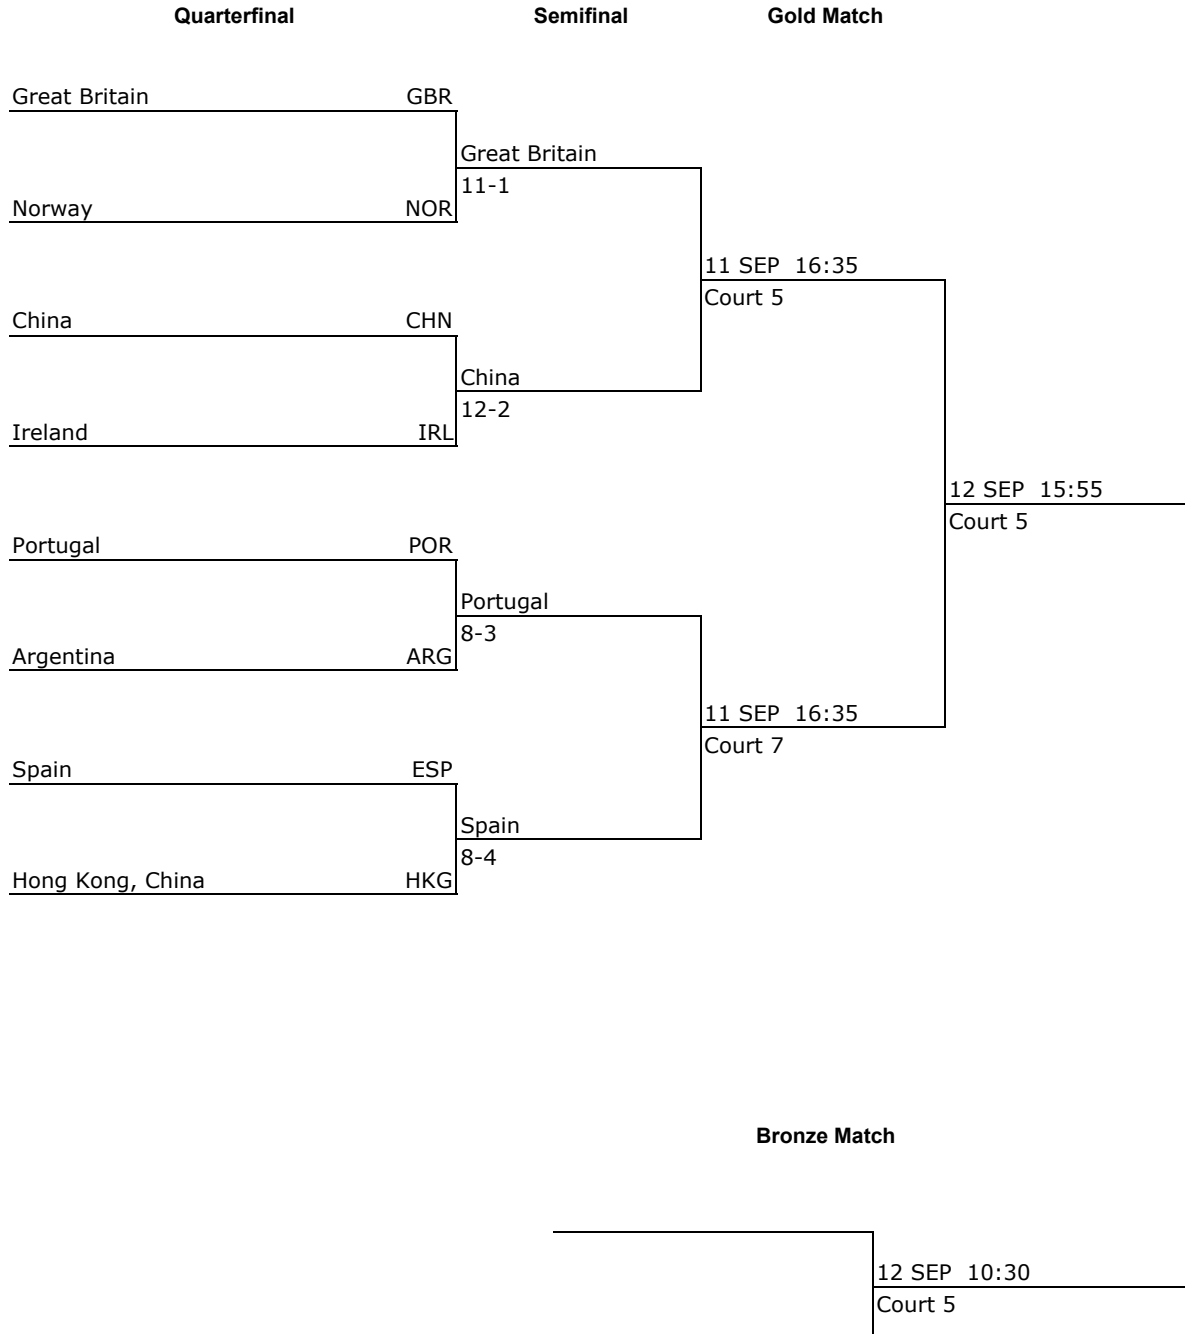 Quarterfinal Semifinal Gold Match
Great Britain GBR
Great Britain
11-1
Norway NOR
11 SEP 16:35
Court 5
China CHN
China
12-2
Ireland IRL
12 SEP 15:55
Court 5
Portugal POR
Portugal
8-3
Argentina ARG
11 SEP 16:35
Court 7
Spain ESP
Spain
8-4
Hong Kong, China HKG
Bronze Match
12 SEP 10:30
Court 5